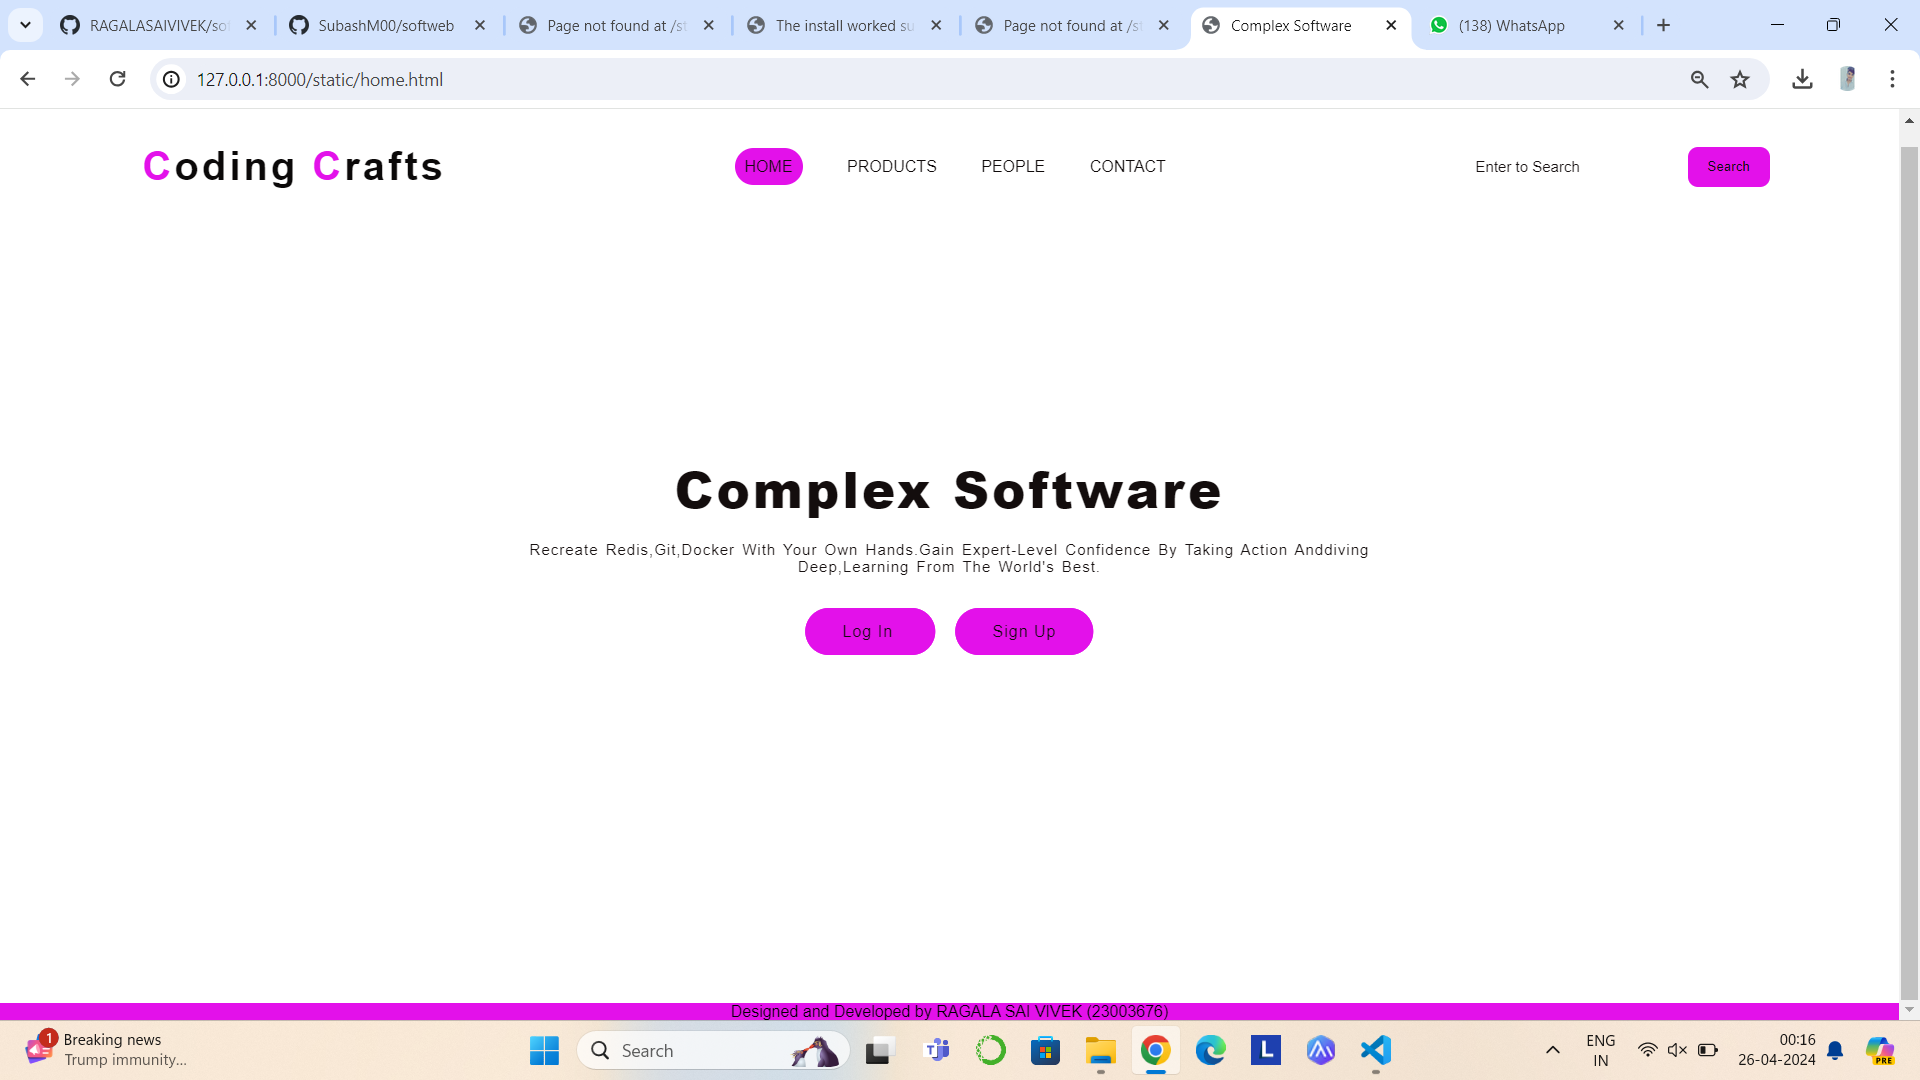 RAGALASAIVIVEK/sof
SubashM00/softweb
Page not found at /st
The install worked su
Page not found at /st
Complex Software
(138) WhatsApp
127.0.0.1:8000/static/home.html
Coding Crafts
HOME
PRODUCTS
PEOPLE
CONTACT
Enter to Search
Search
Complex Software
Recreate Redis,Git,Docker With Your Own Hands.Gain Expert-Level Confidence By Taking Action Anddiving
Deep,Learning From The World's Best.
Log In
Sign Up
Designed and Developed by RAGALA SAI VIVEK (23003676)
1
Breaking news
Trump immunity...
Search
L
ENG
IN
00:16
26-04-2024
PRE